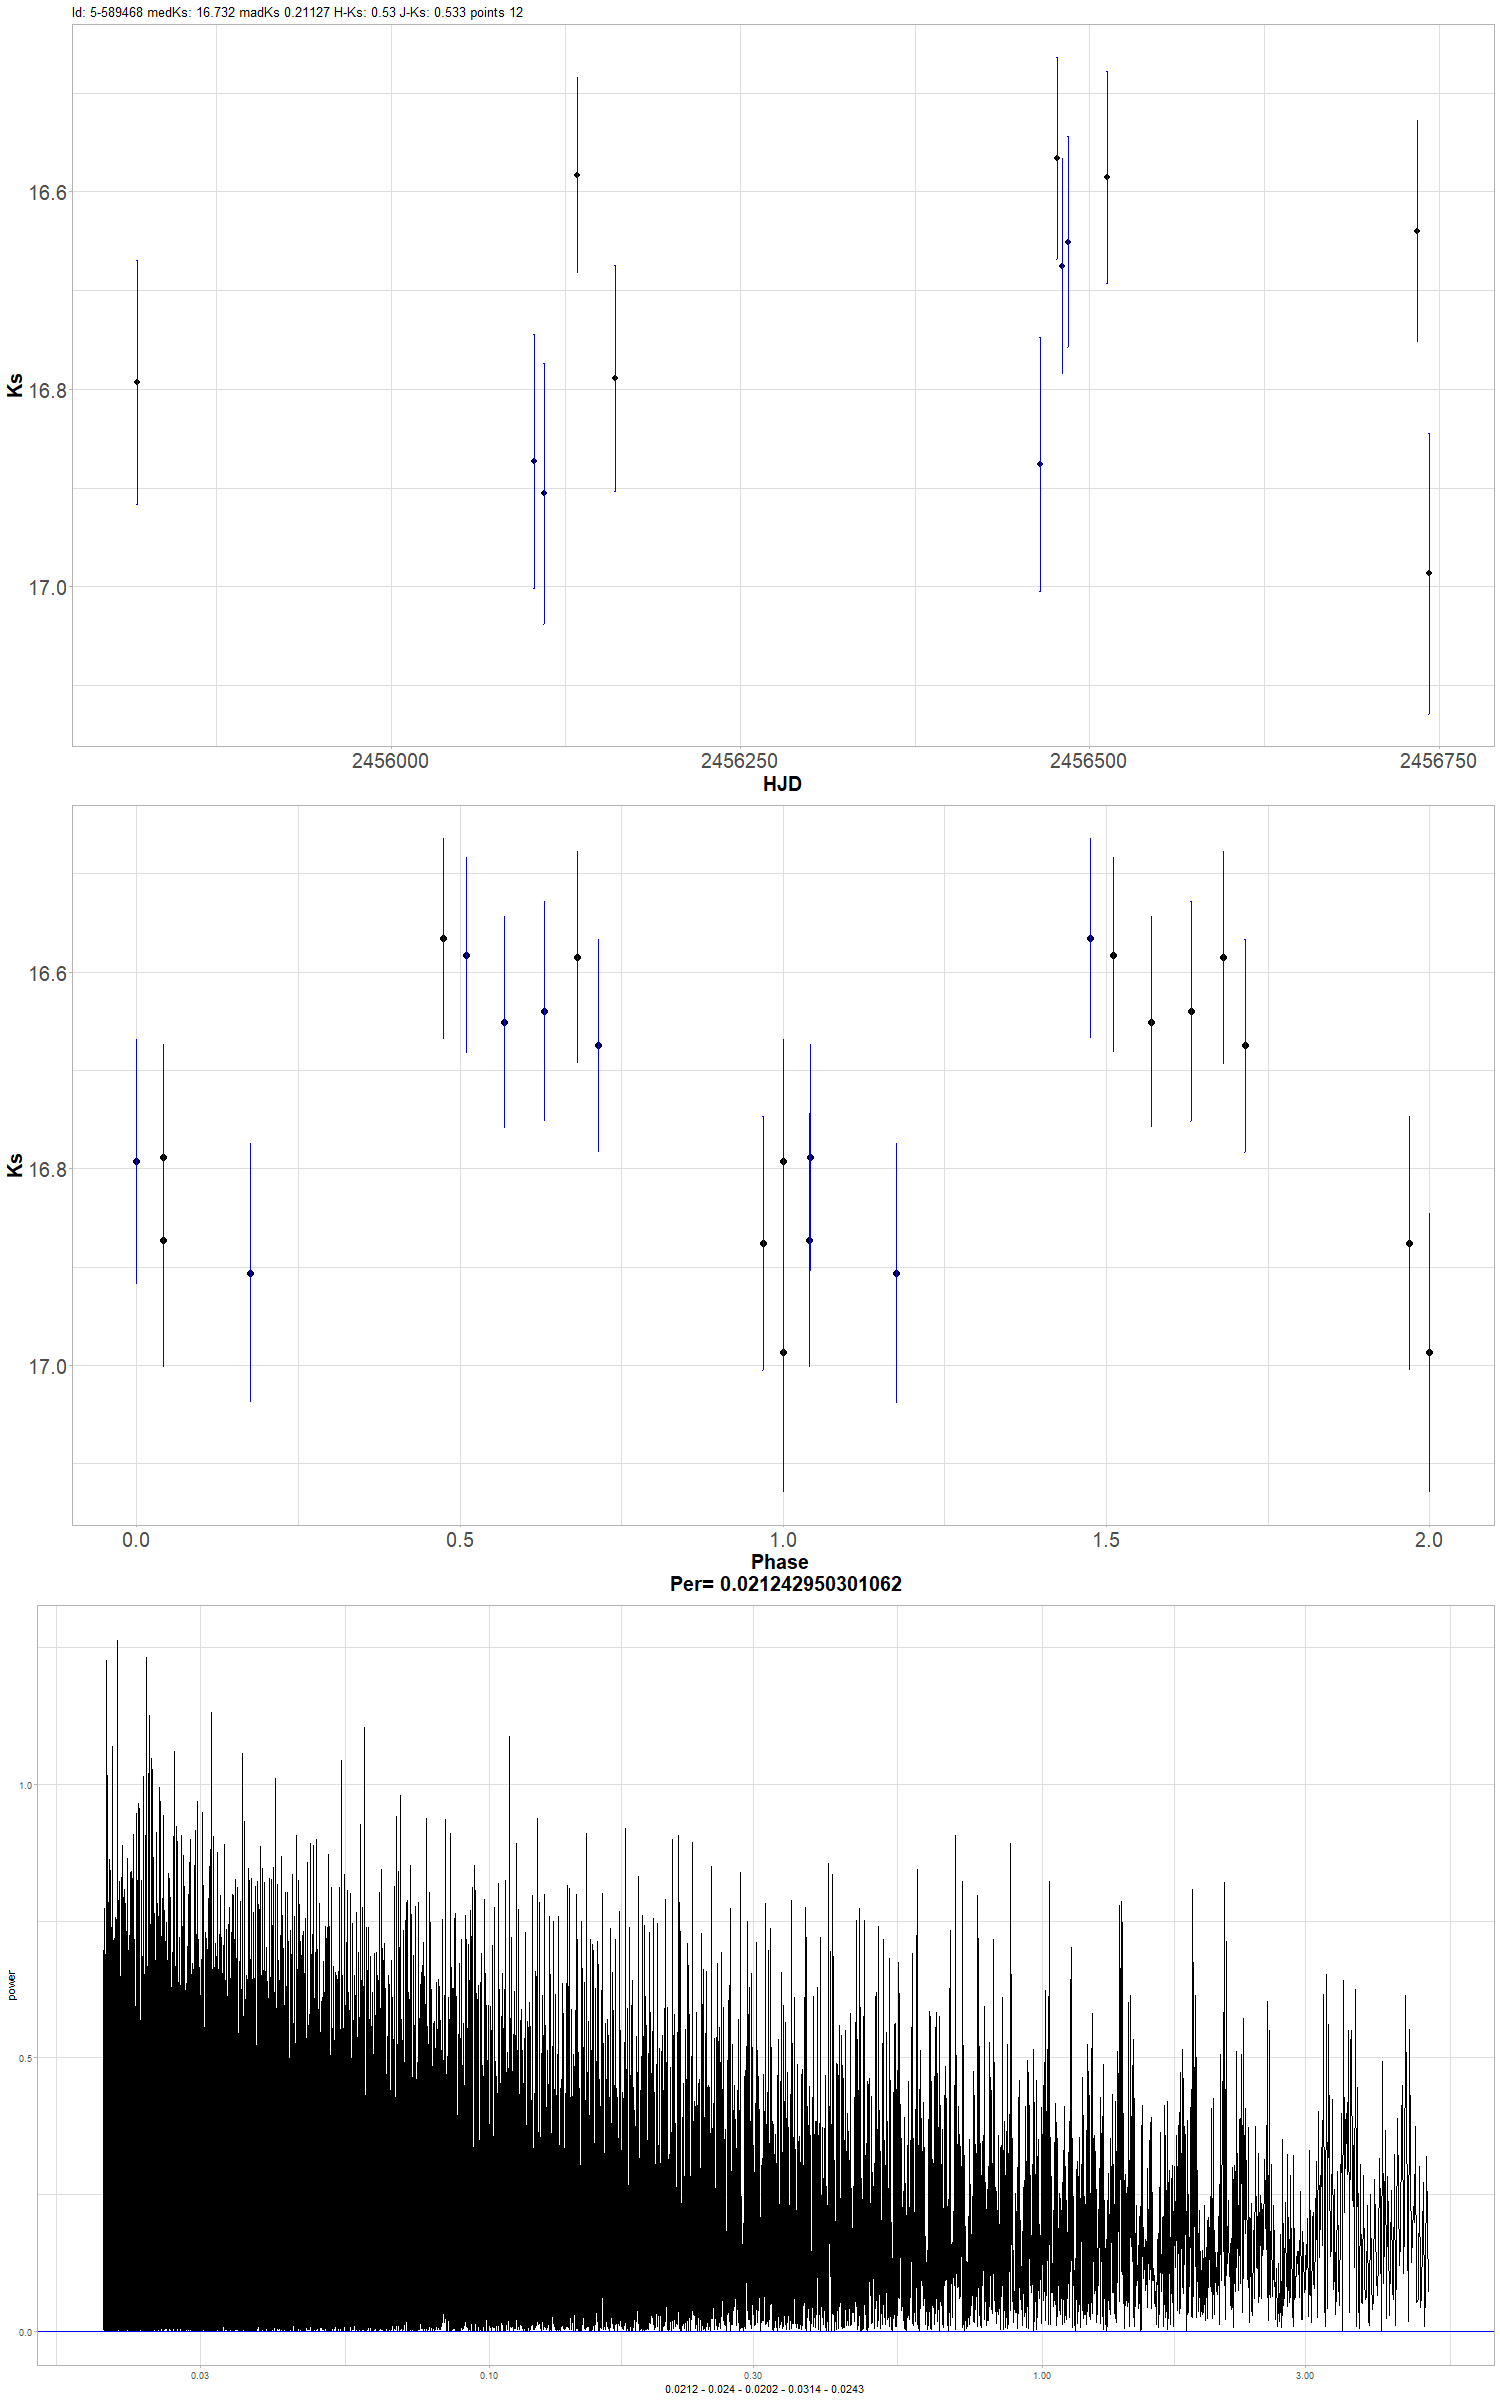 Id: 5-589468 medKs: 16.732 madKs 0.21127 H-Ks: 0.53 J-Ks: 0.533 points 12
16.6
16.8
17.0
Ks
2456000 2456250 2456500 2456750
HJD
16.6
16.8
17.0
Ks
0.0 0.5 1.0 1.5 2.0
Phase
Per= 0.021242950301062
1.0
0.5
0.0
power
0.03 0.10 0.30 1.00 3.00
0.0212 - 0.024 - 0.0202 - 0.0314 - 0.0243